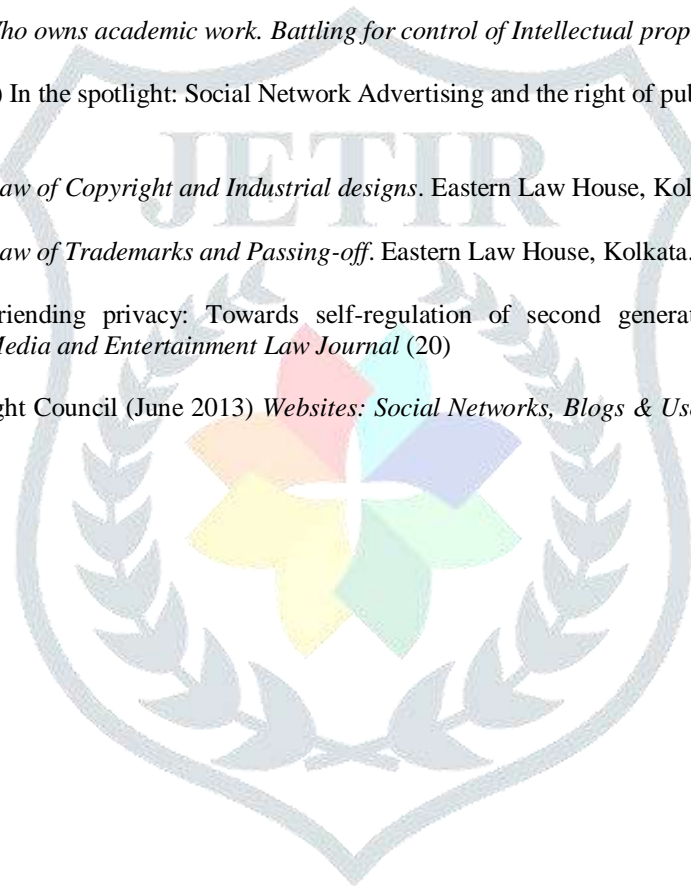 ho owns academic work. Battling for control of Intellectual prop
) In the spotlight: Social Network Advertising and the right of pub
JETIR
aw of Copyright and Industrial designs. Eastern Law House, Kol
aw of Trademarks and Passing-off. Eastern Law House, Kolkata.
riending privacy: Towards self-regulation of second generat
Media and Entertainment Law Journal (20)
ght Council (June 2013) Websites: Social Networks, Blogs & Us